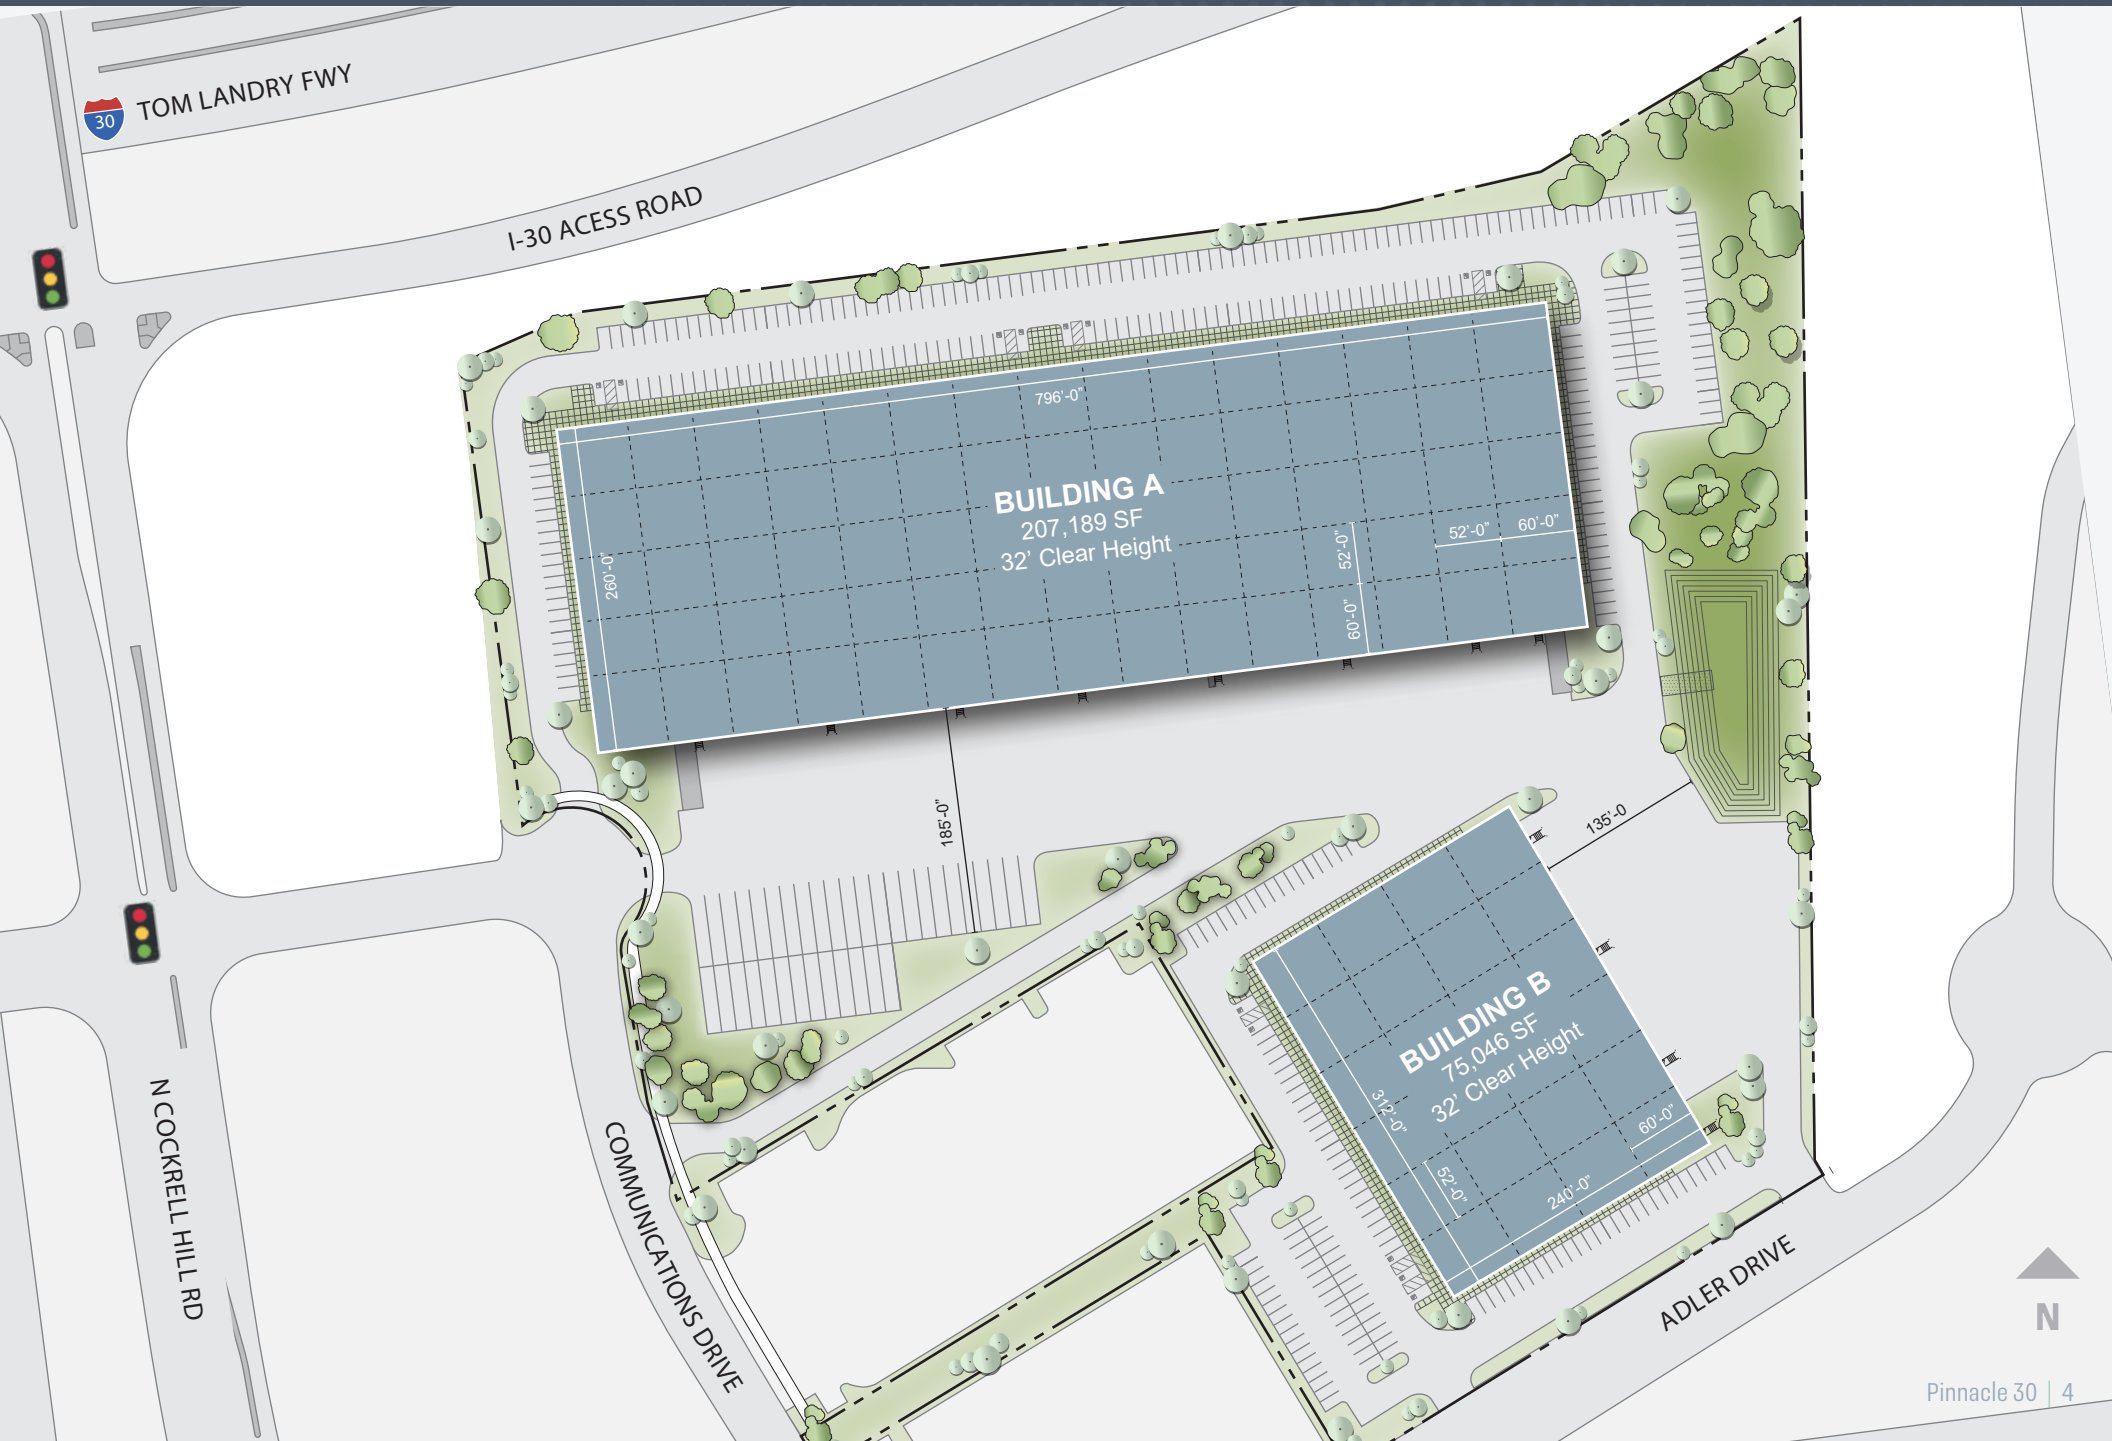 30
TOM LANDRY FWY
I-30 ACESS ROAD
796'-0"
BUILDING A
207,189 SF
32' Clear Height
260'-0"
52'-0"
60'-0"
52'-0"
60'-0"
185'-0"
135'-0
BUILDING B
75,046 SF
32' Clear Height
312'-0"
52'-0"
60'-0"
240'-0"
N COCKRELL HILL RD
COMMUNICATIONS DRIVE
ADLER DRIVE
N
Pinnacle 30 | 4